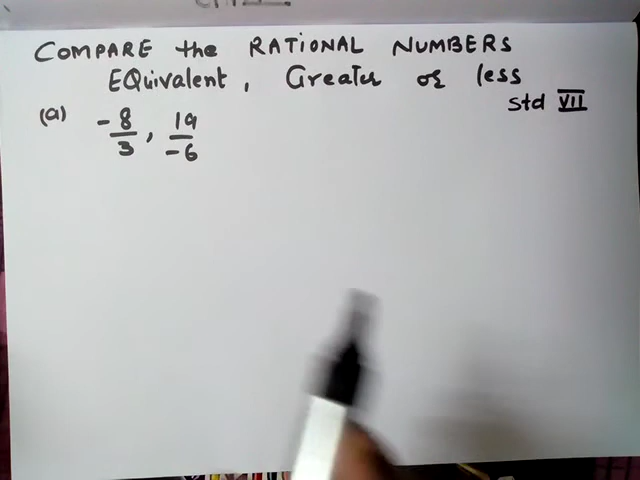 COMPARE the RATIONAL NUMBERS
EQuivalent, Greater or less
Std VII
(a) -8/3, 19/-6